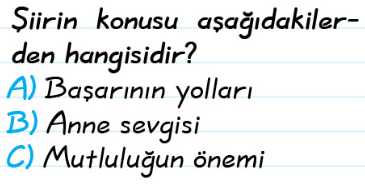 Şiirin konusu aşağıdakiler-
den hangisidir?
A) Başarının yolları
B) Anne sevgisi
C) Mutluluğun önemi